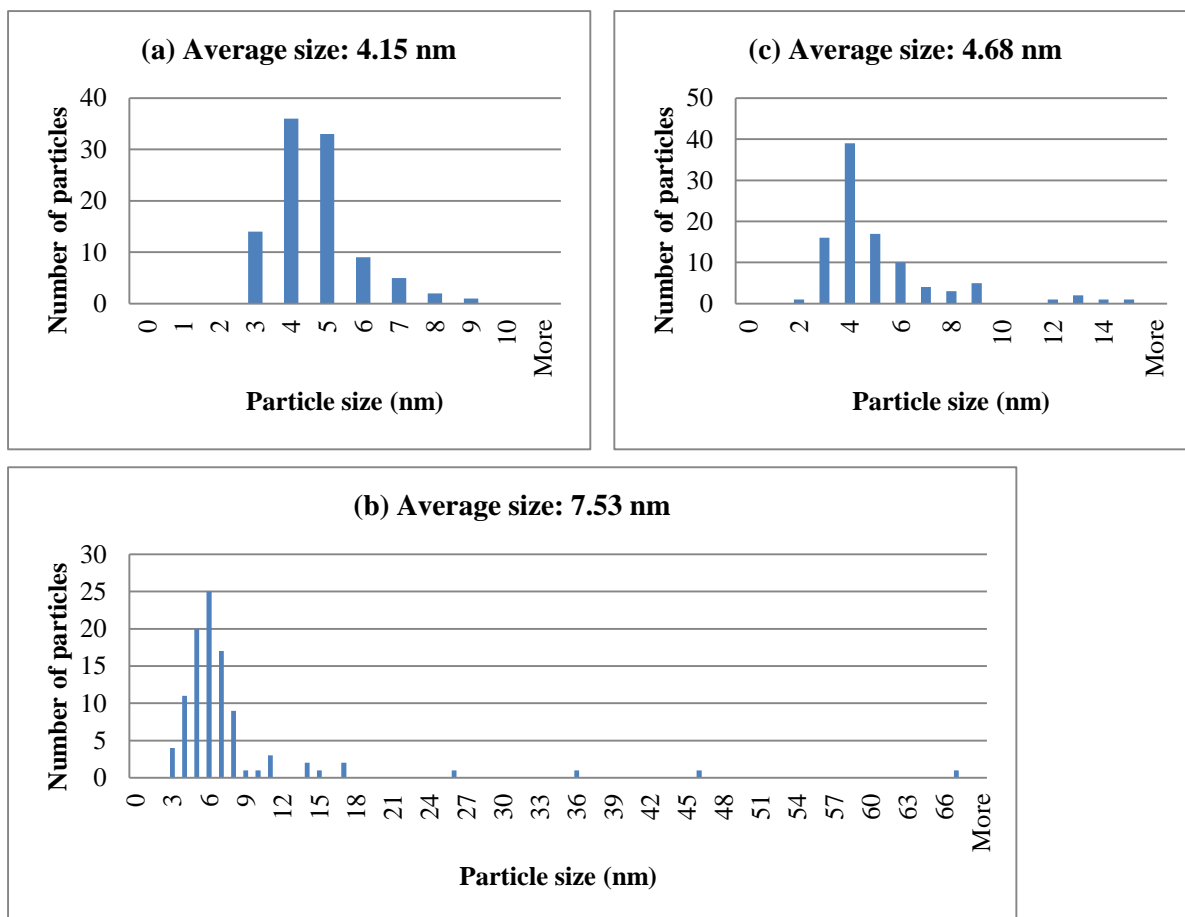 (a) Average size: 4.15 nm
Number of particles
40
30
20
10
0
0 1 2 3 4 5 6 7 8 9 10 More
Particle size (nm)
(c) Average size: 4.68 nm
Number of particles
50
40
30
20
10
0
0 2 4 6 8 10 12 14 More
Particle size (nm)
(b) Average size: 7.53 nm
Number of particles
30
25
20
15
10
5
0
0 3 6 9 12 15 18 21 24 27 30 33 36 39 42 45 48 51 54 57 60 63 66 More
Particle size (nm)